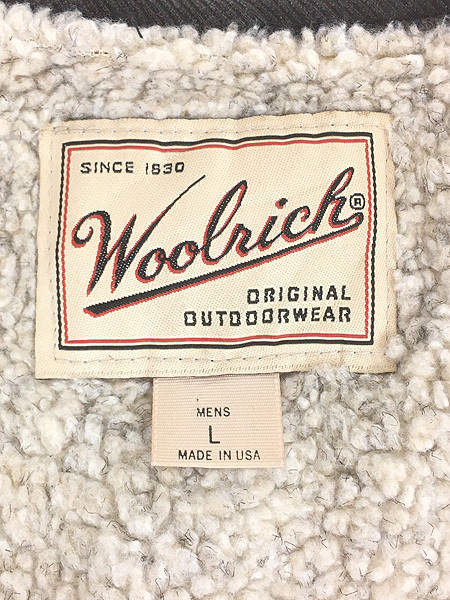 SINCE 1830
Woolrich®
ORIGINAL
OUTDOORWEAR
MENS
L
MADE IN USA